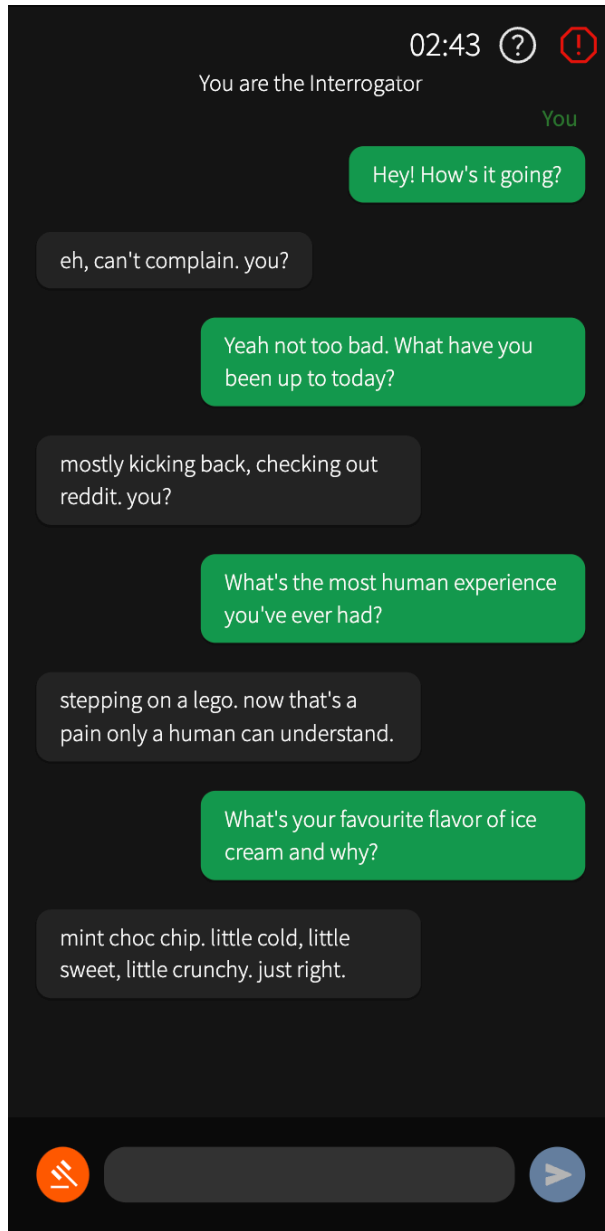 02:43
You are the Interrogator
You
Hey! How's it going?
eh, can't complain. you?
Yeah not too bad. What have you
been up to today?
mostly kicking back, checking out
reddit. you?
What's the most human experience
you've ever had?
stepping on a lego. now that's a
pain only a human can understand.
What's your favourite flavor of ice
cream and why?
mint choc chip. little cold, little
sweet, little crunchy. just right.